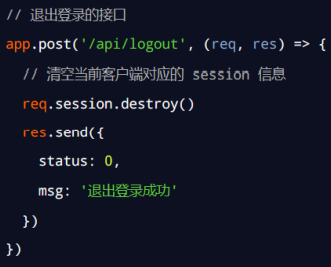 // 退出登录的接口
app.post('/api/logout', (req, res) => {
  // 清空当前客户端对应的 session 信息
  req.session.destroy()
  res.send({
    status: 0,
    msg: '退出登录成功'
  })
})